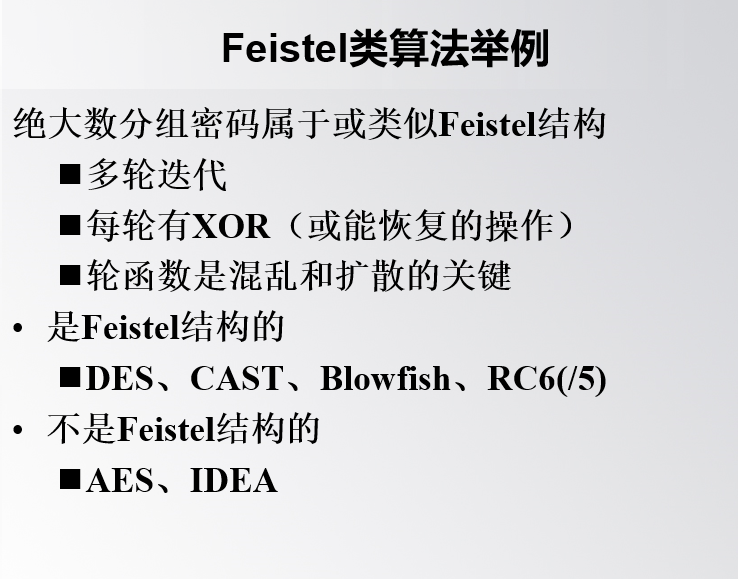 Feistel类算法举例
绝大数分组密码属于或类似Feistel结构
■多轮迭代
■每轮有XOR（或能恢复的操作）
■轮函数是混乱和扩散的关键
• 是Feistel结构的
■DES、CAST、Blowfish、RC6(/5)
• 不是Feistel结构的
■AES、IDEA